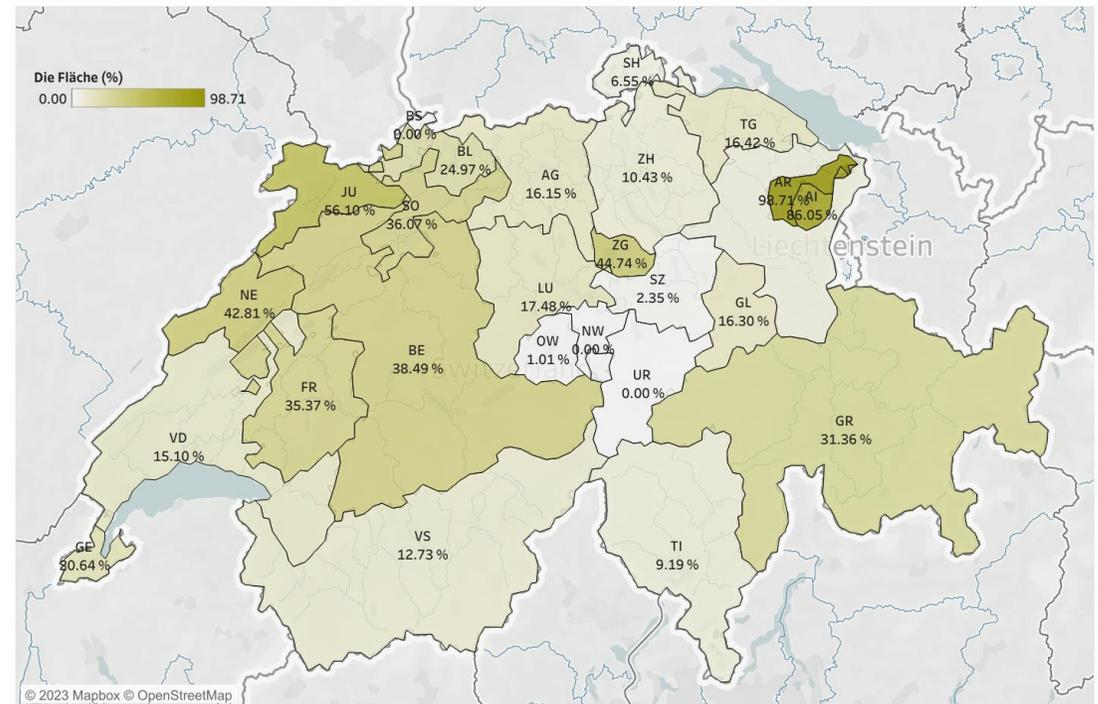 Die Fläche (%)
0.00 98.71
SH
6.55 %
BS
0.00 %
TG
16.42 %
BL
24.97 %
ZH
10.43 %
AG
16.15 %
AR
98.71 %
AI
86.05 %
JU
56.10 %
SO
36.07 %
ZG
44.74 %
Liechtenstein
SZ
2.35 %
LU
17.48 %
NE
42.81 %
GL
16.30 %
NW
0.00 %
OW
1.01 %
BE
38.49 %
Switzerland
UR
0.00 %
FR
35.37 %
GR
31.36 %
VD
15.10 %
VS
12.73 %
GE
TI
9.19 %
© 2023 Mapbox © OpenStreetMap